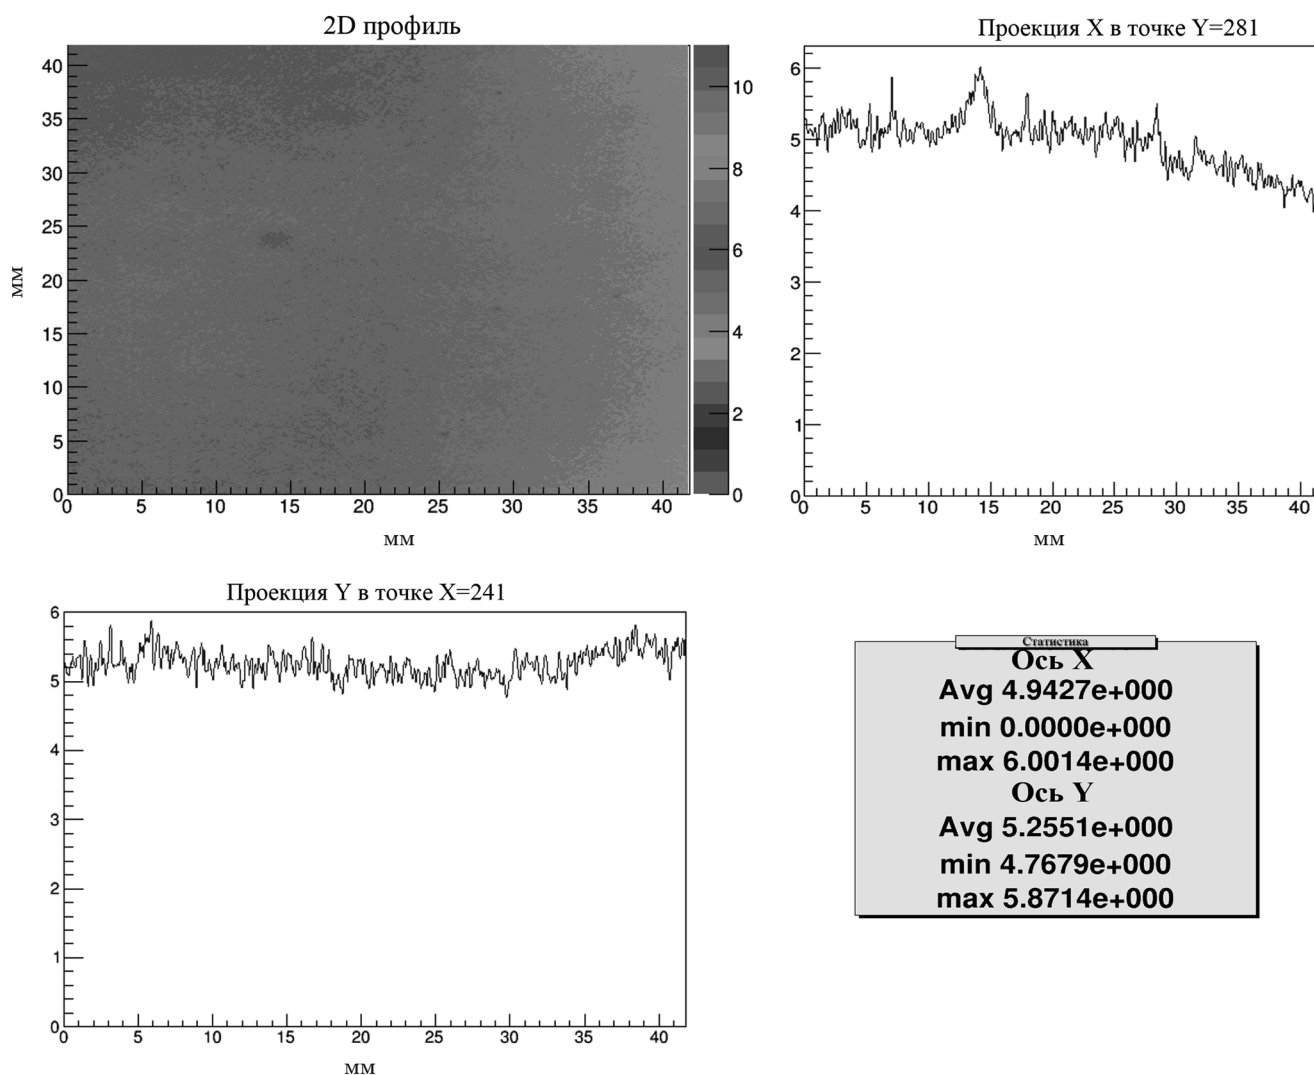 2D профиль
40
35
30
25
20
15
10
5
0
мм
0 5 10 15 20 25 30 35 40
мм
10
8
6
4
2
0
Проекция X в точке Y=281
6
5
4
3
2
1
0
0 5 10 15 20 25 30 35 40
мм
Проекция Y в точке X=241
6
5
4
3
2
1
0
0 5 10 15 20 25 30 35 40
мм
Статистика
Ось X
Avg 4.9427e+000
min 0.0000e+000
max 6.0014e+000
Ось Y
Avg 5.2551e+000
min 4.7679e+000
max 5.8714e+000